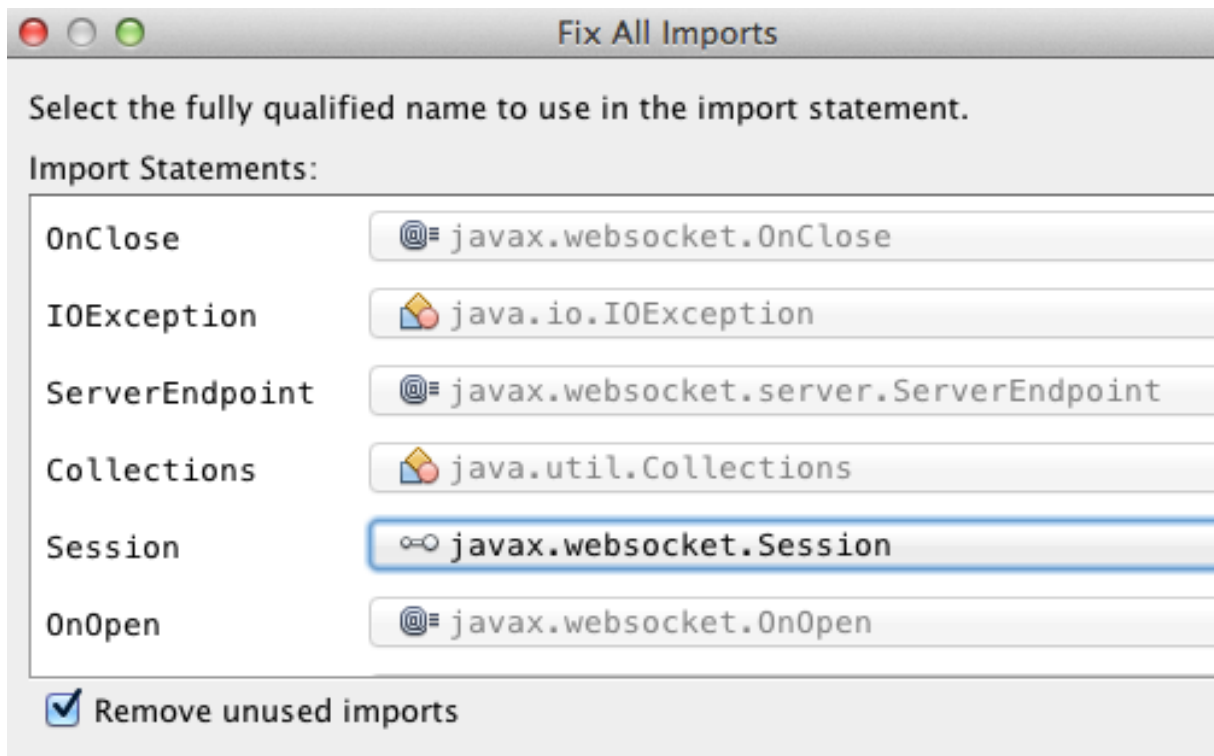 Fix All Imports
Select the fully qualified name to use in the import statement.
Import Statements:
OnClose javax.websocket.OnClose
IOException java.io.IOException
ServerEndpoint javax.websocket.server.ServerEndpoint
Collections java.util.Collections
Session javax.websocket.Session
OnOpen javax.websocket.OnOpen
Remove unused imports